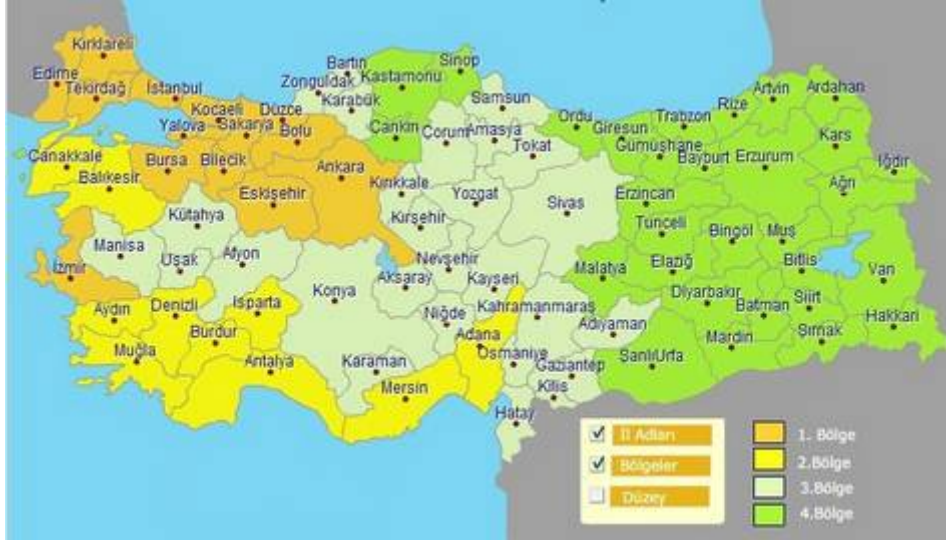 Kırklareli
Edirne
Tekirdağ
İstanbul
Kocaeli
Düzce
Yalova
Sakarya
Bolu
Bartın
Zonguldak
Kastamonu
Sinop
Karabük
Samsun
Çankırı
Çorum
Amasya
Tokat
Ordu
Giresun
Trabzon
Rize
Artvin
Ardahan
Kars
Iğdır
Gümüşhane
Bayburt
Erzurum
Ağrı
Çanakkale
Balıkesir
Bursa
Bilecik
Eskişehir
Ankara
Kırıkkale
Kırşehir
Yozgat
Sivas
Erzincan
Tunceli
Bingöl
Muş
Bitlis
Van
Kütahya
Manisa
Uşak
Afyon
İzmir
Nevşehir
Aksaray
Kayseri
Malatya
Elazığ
Diyarbakır
Batman
Siirt
Hakkari
Şırnak
Mardin
ŞanlıUrfa
Adıyaman
Kahramanmaraş
Konya
Niğde
Adana
Osmaniye
Gaziantep
Kilis
Hatay
Aydın
Denizli
Isparta
Burdur
Muğla
Antalya
Karaman
Mersin
İl Adları
Bölgeler
Düzey
1. Bölge
2.Bölge
3.Bölge
4.Bölge